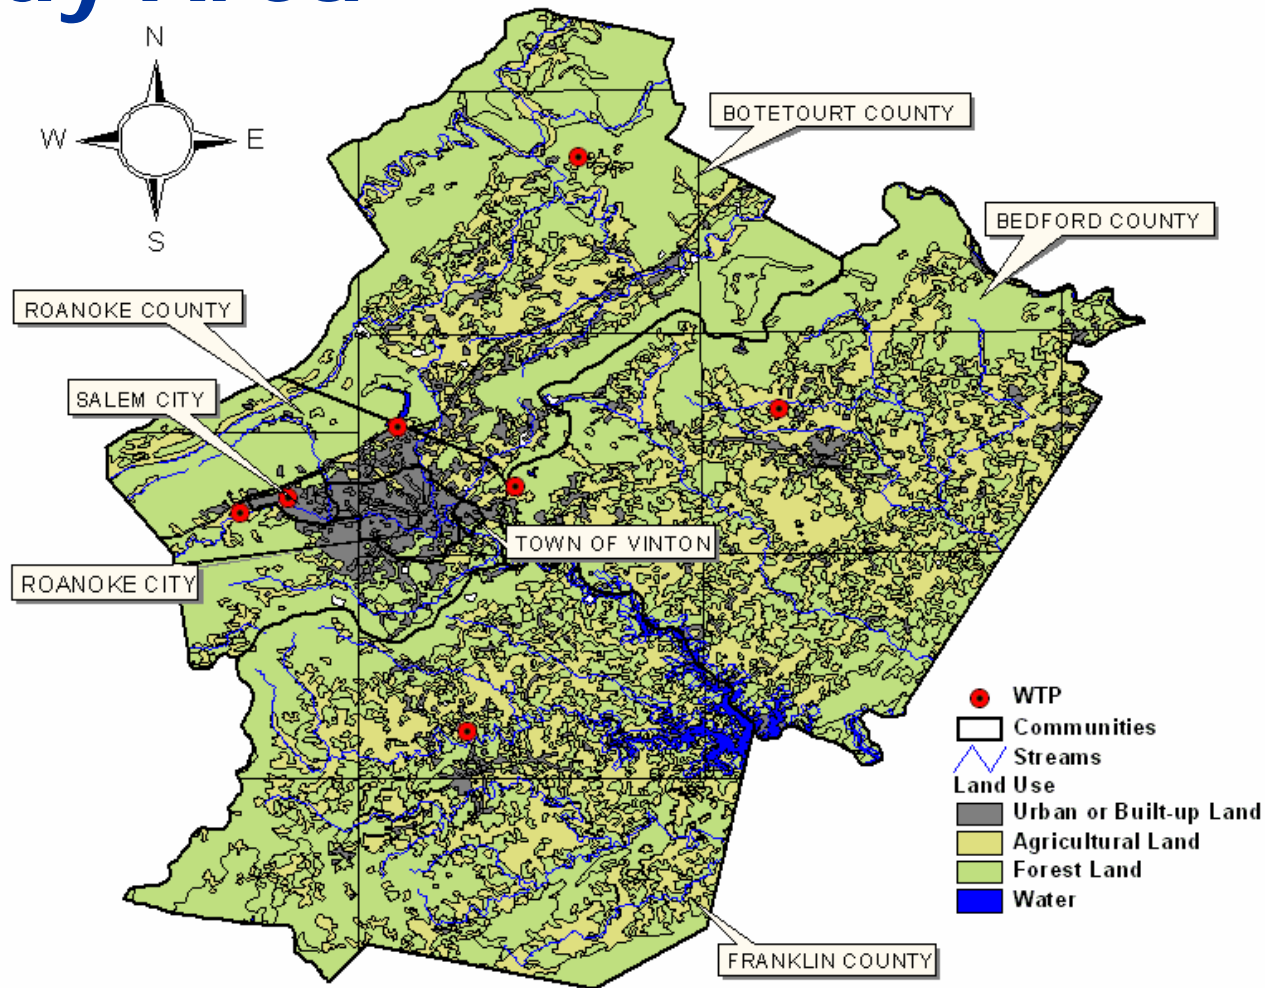 N
W
E
S
BOTETOURT COUNTY
BEDFORD COUNTY
ROANOKE COUNTY
SALEM CITY
TOWN OF VINTON
ROANOKE CITY
FRANKLIN COUNTY
WTP
Communities
Streams
Land Use
Urban or Built-up Land
Agricultural Land
Forest Land
Water